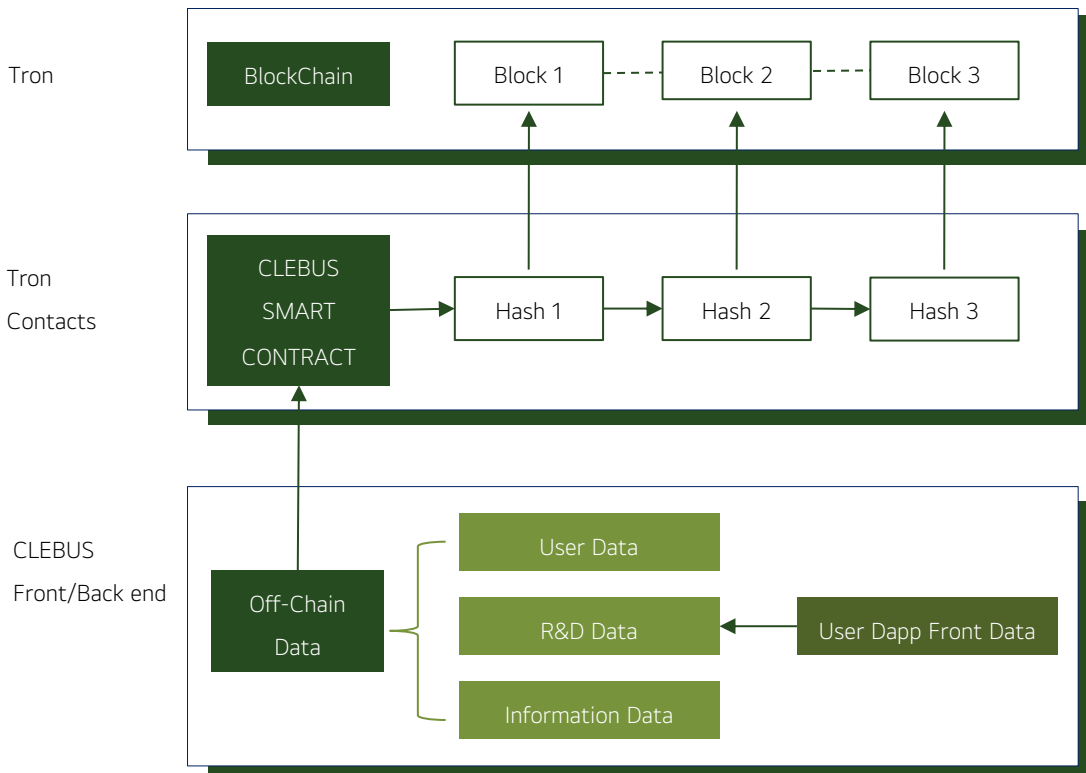 Tron
BlockChain
Block 1
Block 2
Block 3
Tron
Contacts
CLEBUS
SMART
CONTRACT
Hash 1
Hash 2
Hash 3
CLEBUS
Front/Back end
Off-Chain
Data
User Data
R&D Data
Information Data
User Dapp Front Data